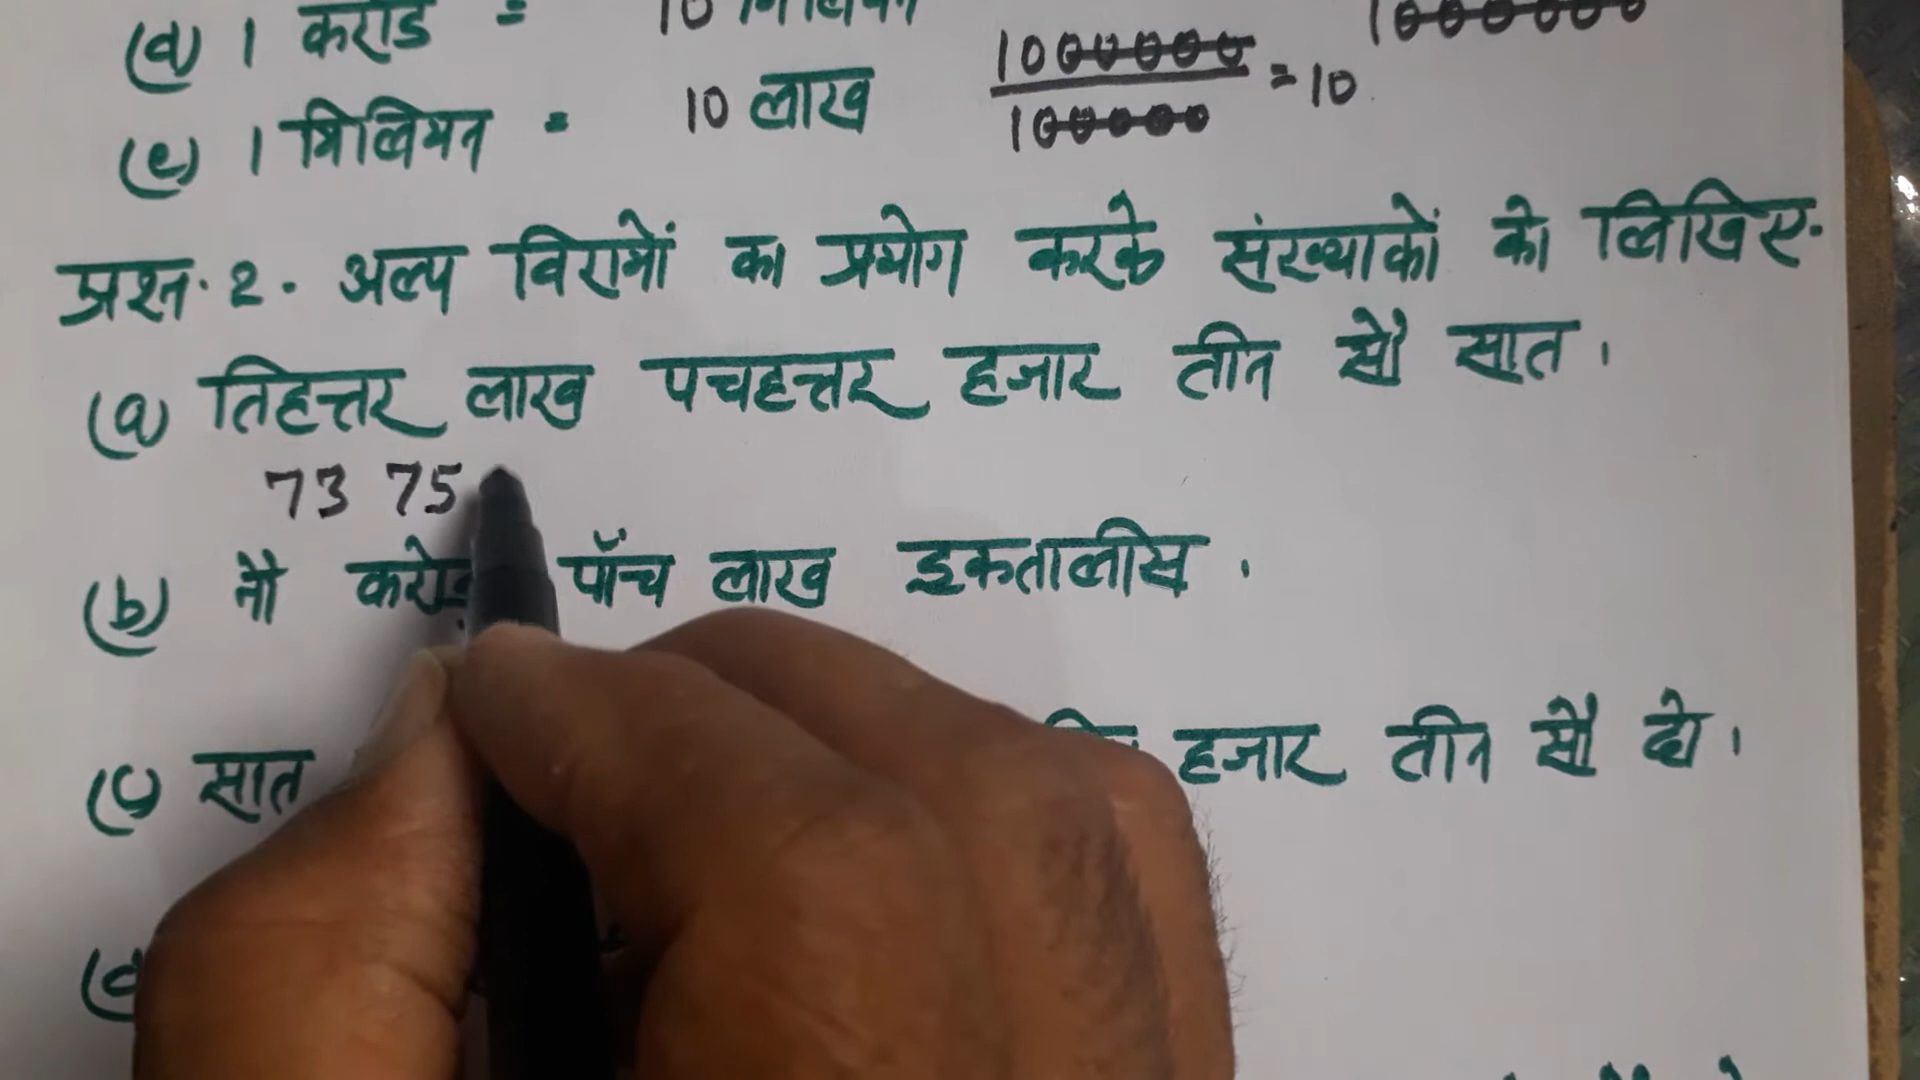 (d) 1 करोड = 10 मिलियन
(e) 1 मिलियन = 10 लाख 1000000/100000 = 10 1000000
प्रश्न. 2. अल्प विरामों का प्रयोग करके संख्याकों को लिखिए-
(a) तिहत्तर लाख पचहत्तर हजार तीन सौ सात.
73 75
(b) नौ करोड़ पाँच लाख इकतालीस.
(c) सात हजार तीन सौ दो.
(d